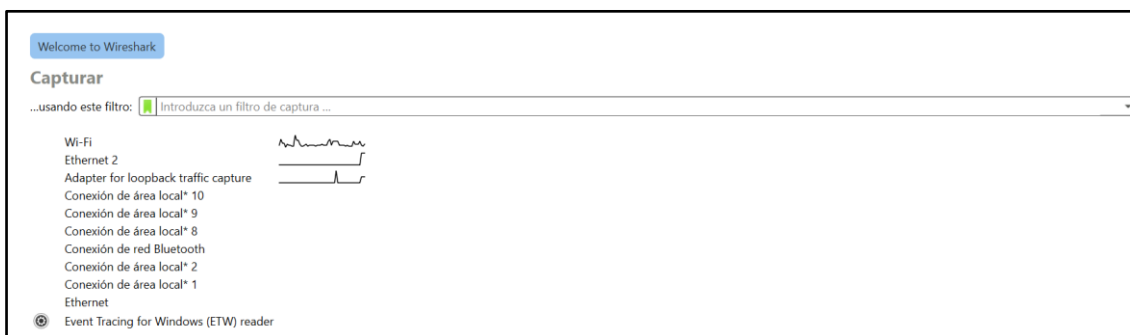 Welcome to Wireshark
Capturar
...usando este filtro: Introduzca un filtro de captura ...
Wi-Fi
Ethernet 2
Adapter for loopback traffic capture
Conexión de área local* 10
Conexión de área local* 9
Conexión de área local* 8
Conexión de red Bluetooth
Conexión de área local* 2
Conexión de área local* 1
Ethernet
Event Tracing for Windows (ETW) reader